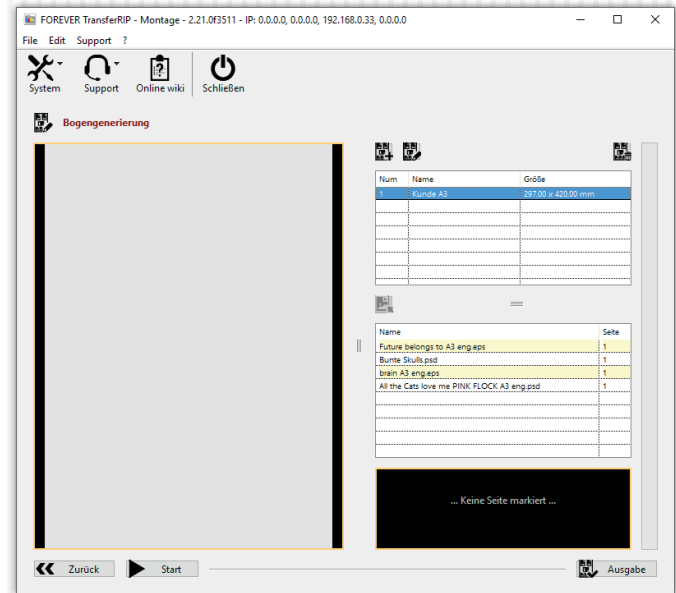 FOREVER TransferRIP - Montage - 2.21.0f3511 - IP: 0.0.0.0, 0.0.0.0, 192.168.0.33, 0.0.0.0
File Edit Support ?
System Support Online wiki Schließen
Bogengenerierung
Num Name Größe
1 Kunde A3 297,00 x 420,00 mm
Name Seite
Future belongs to A3 eng.eps 1
Bunte Skulls.psd 1
brain A3 eng.eps 1
All the Cats love me PINK FLOCK A3 eng.psd 1
... Keine Seite markiert ...
Zurück Start Ausgabe